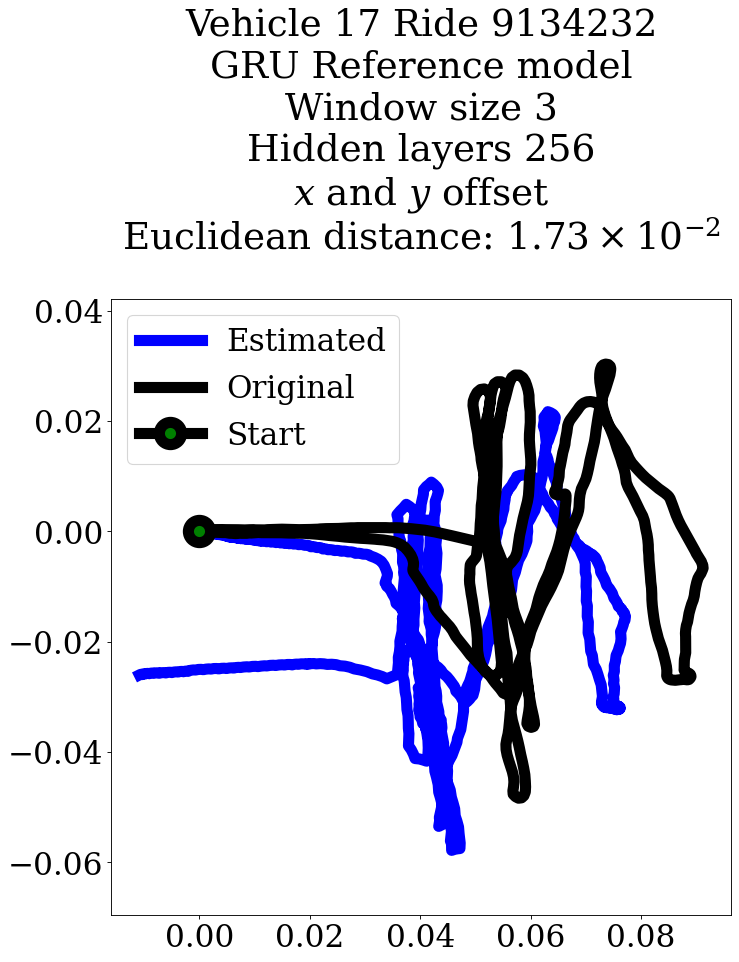 Vehicle 17 Ride 9134232
GRU Reference model
Window size 3
Hidden layers 256
x and y offset
Euclidean distance: 1.73 × 10⁻²
Estimated
Original
Start
0.04
0.02
0.00
−0.02
−0.04
−0.06
0.00 0.02 0.04 0.06 0.08